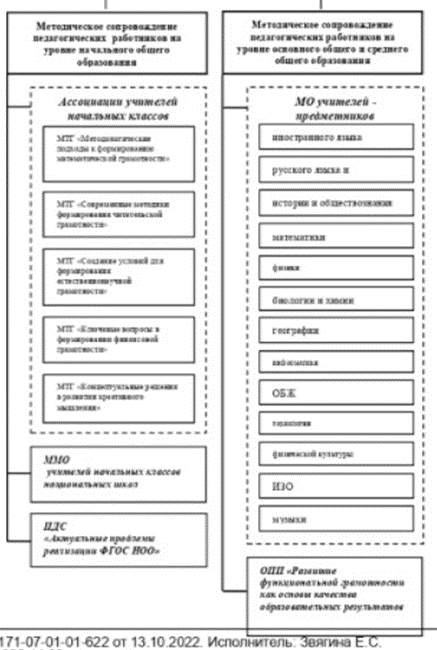 Методическое сопровождение
педагогических работников на
уровне начального общего
образования
Ассоциации учителей
начальных классов
МТГ «Методологические
подходы к формированию
математической грамотности»
МТГ «Современные методики
формирования читательской
грамотности»
МТГ «Создание условий для
формирования
естественнонаучной
грамотности»
МТГ «Ключевые вопросы в
формировании финансовой
грамотности»
МТГ «Концептуальные решения
в развитии креативного
мышления»
ММО
учителей начальных классов
национальных школ
ПДС
«Актуальные проблемы
реализации ФГОС НОО»
Методическое сопровождение
педагогических работников на
уровне основного общего и среднего
общего образования
МО учителей -
предметников
иностранного языка
русского языка и
истории и обществознания
математики
физики
биологии и химии
географии
информатики
ОБЖ
технологии
физической культуры
ИЗО
музыки
ОПП «Развитие
функциональной грамотности
как основы качества
образовательных результатов
171-07-01-01-622 от 13.10.2022. Исполнитель: Звягина Е.С.